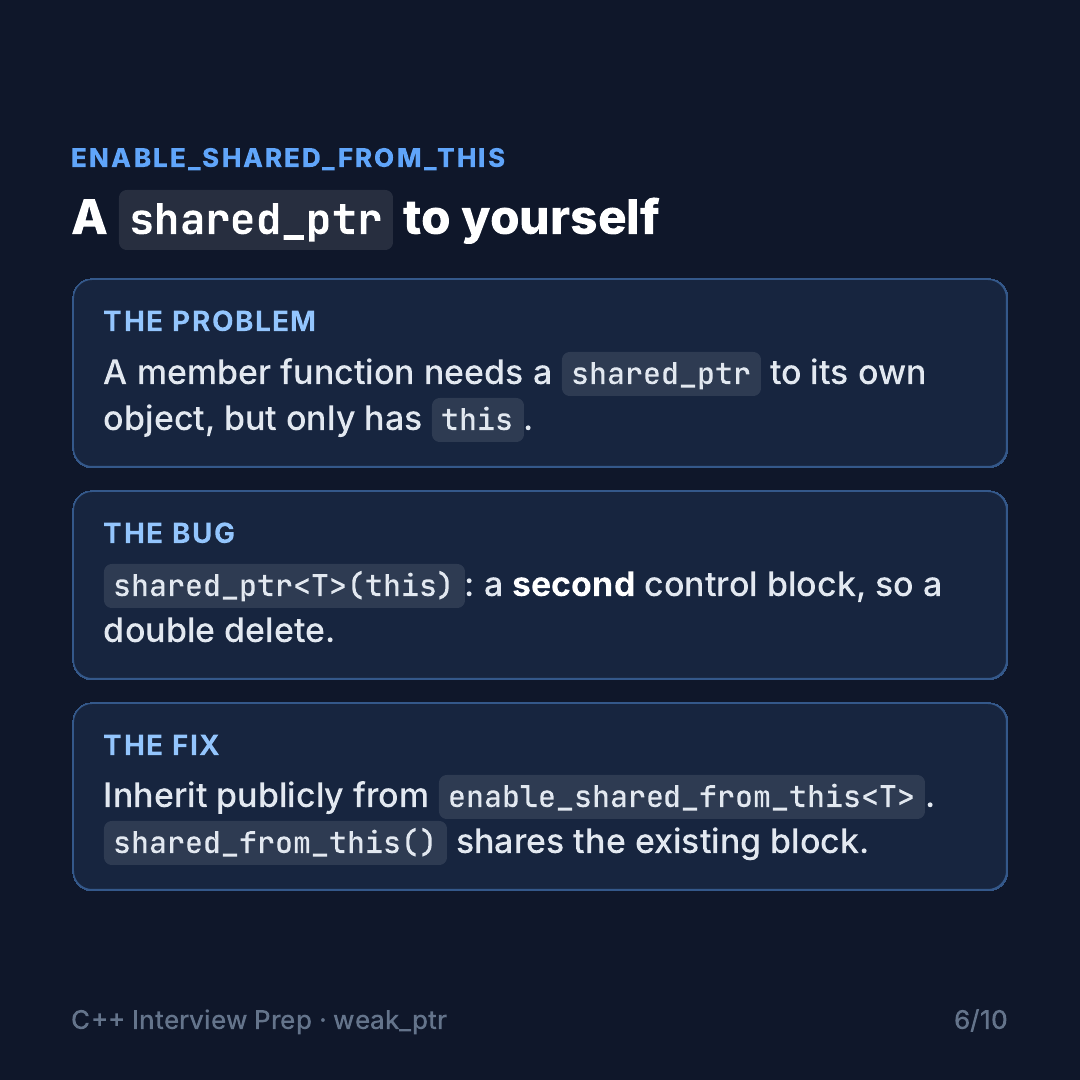 ENABLE_SHARED_FROM_THIS
A shared_ptr to yourself
THE PROBLEM
A member function needs a shared_ptr to its own
object, but only has this.
THE BUG
shared_ptr<T>(this): a second control block, so a
double delete.
THE FIX
Inherit publicly from enable_shared_from_this<T>.
shared_from_this() shares the existing block.
C++ Interview Prep · weak_ptr
6/10